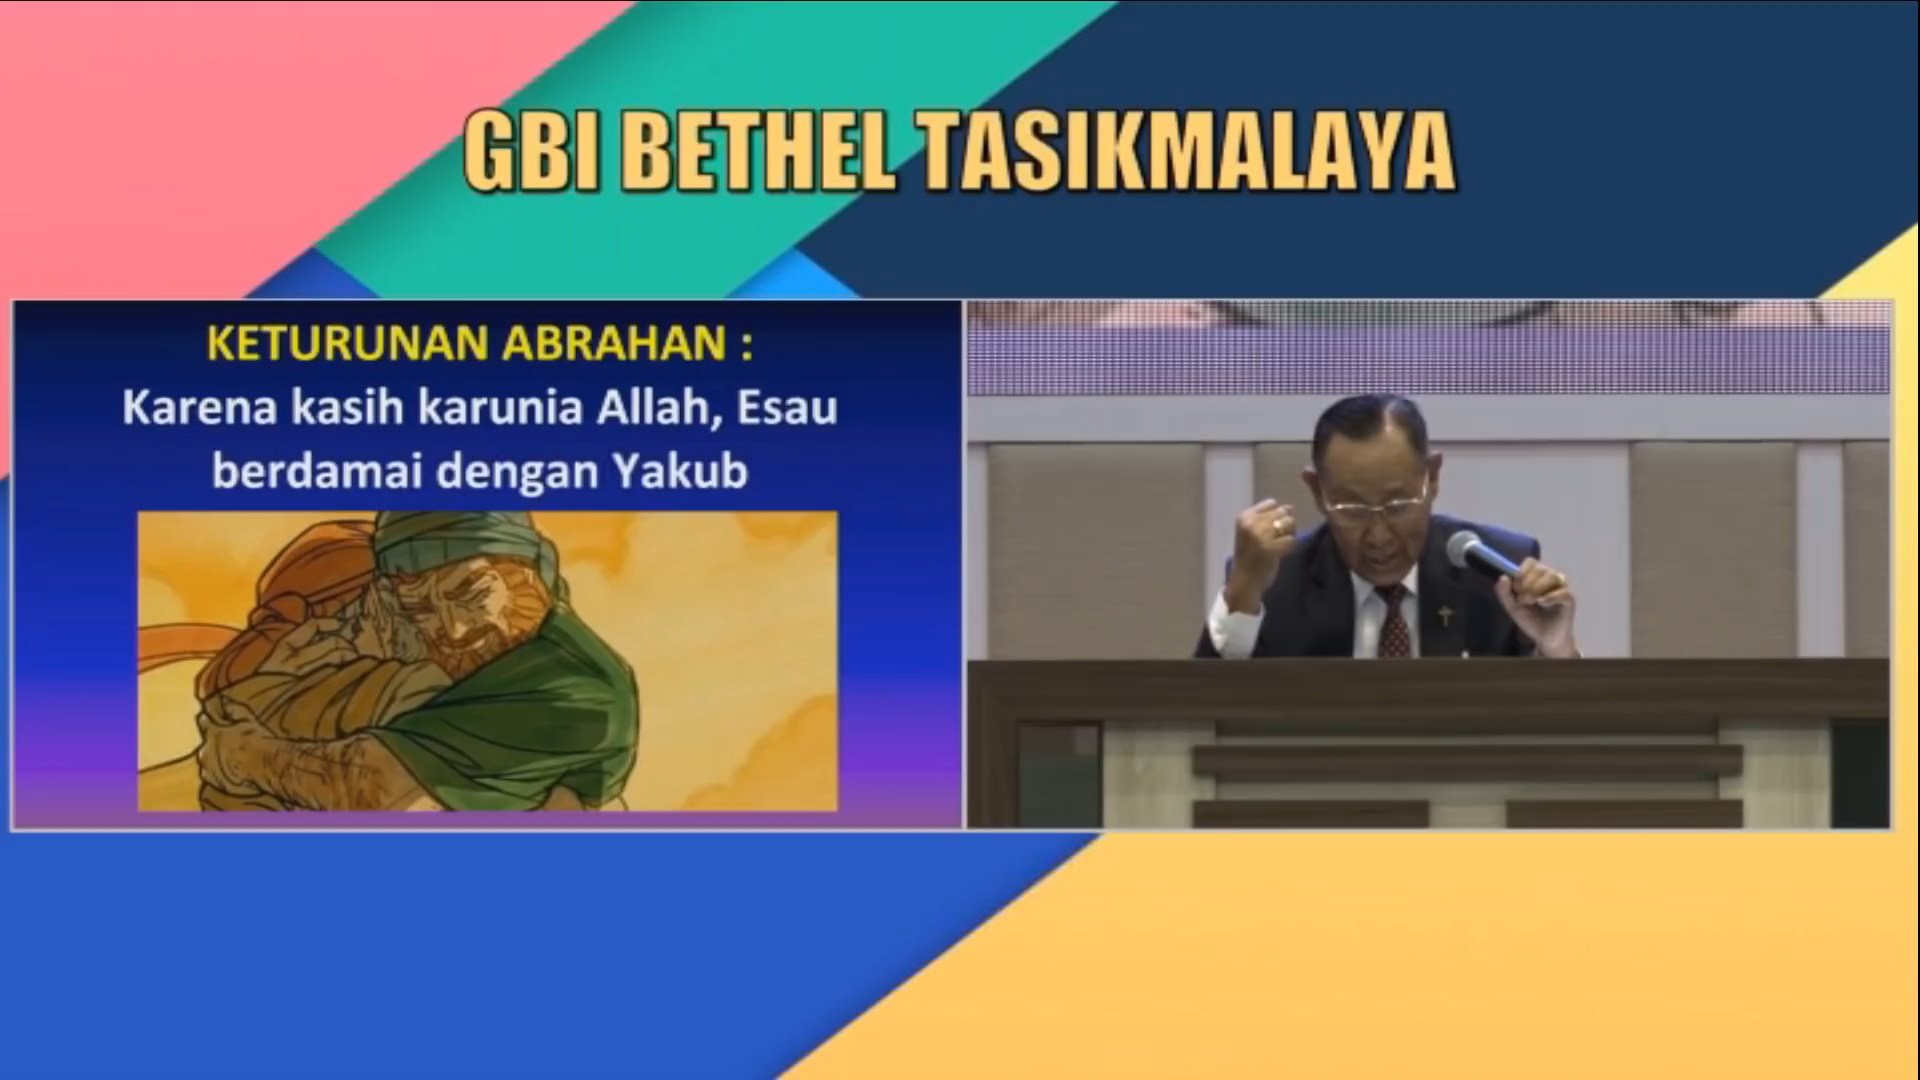 GBI BETHEL TASIKMALAYA
KETURUNAN ABRAHAN :
Karena kasih karunia Allah, Esau
berdamai dengan Yakub